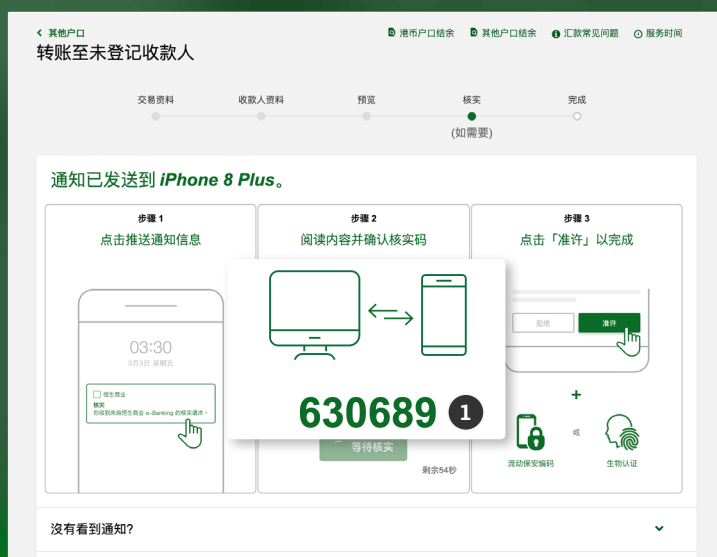 其他户口
港币户口结余
其他户口结余
汇款常见问题
服务时间
转账至未登记收款人
交易资料
收款人资料
预览
核实
完成
(如需要)
通知已发送到 iPhone 8 Plus。
步骤 1
点击推送通知信息
03:30
3月3日 星期五
恒生商业
核实
你收到来自恒生商业 e-Banking 的核实请求。
步骤 2
阅读内容并确认核实码
630689
1
等待核实
剩余54秒
步骤 3
点击「准许」以完成
拒绝
准许
+
流动保安编码
或
生物认证
沒有看到通知?